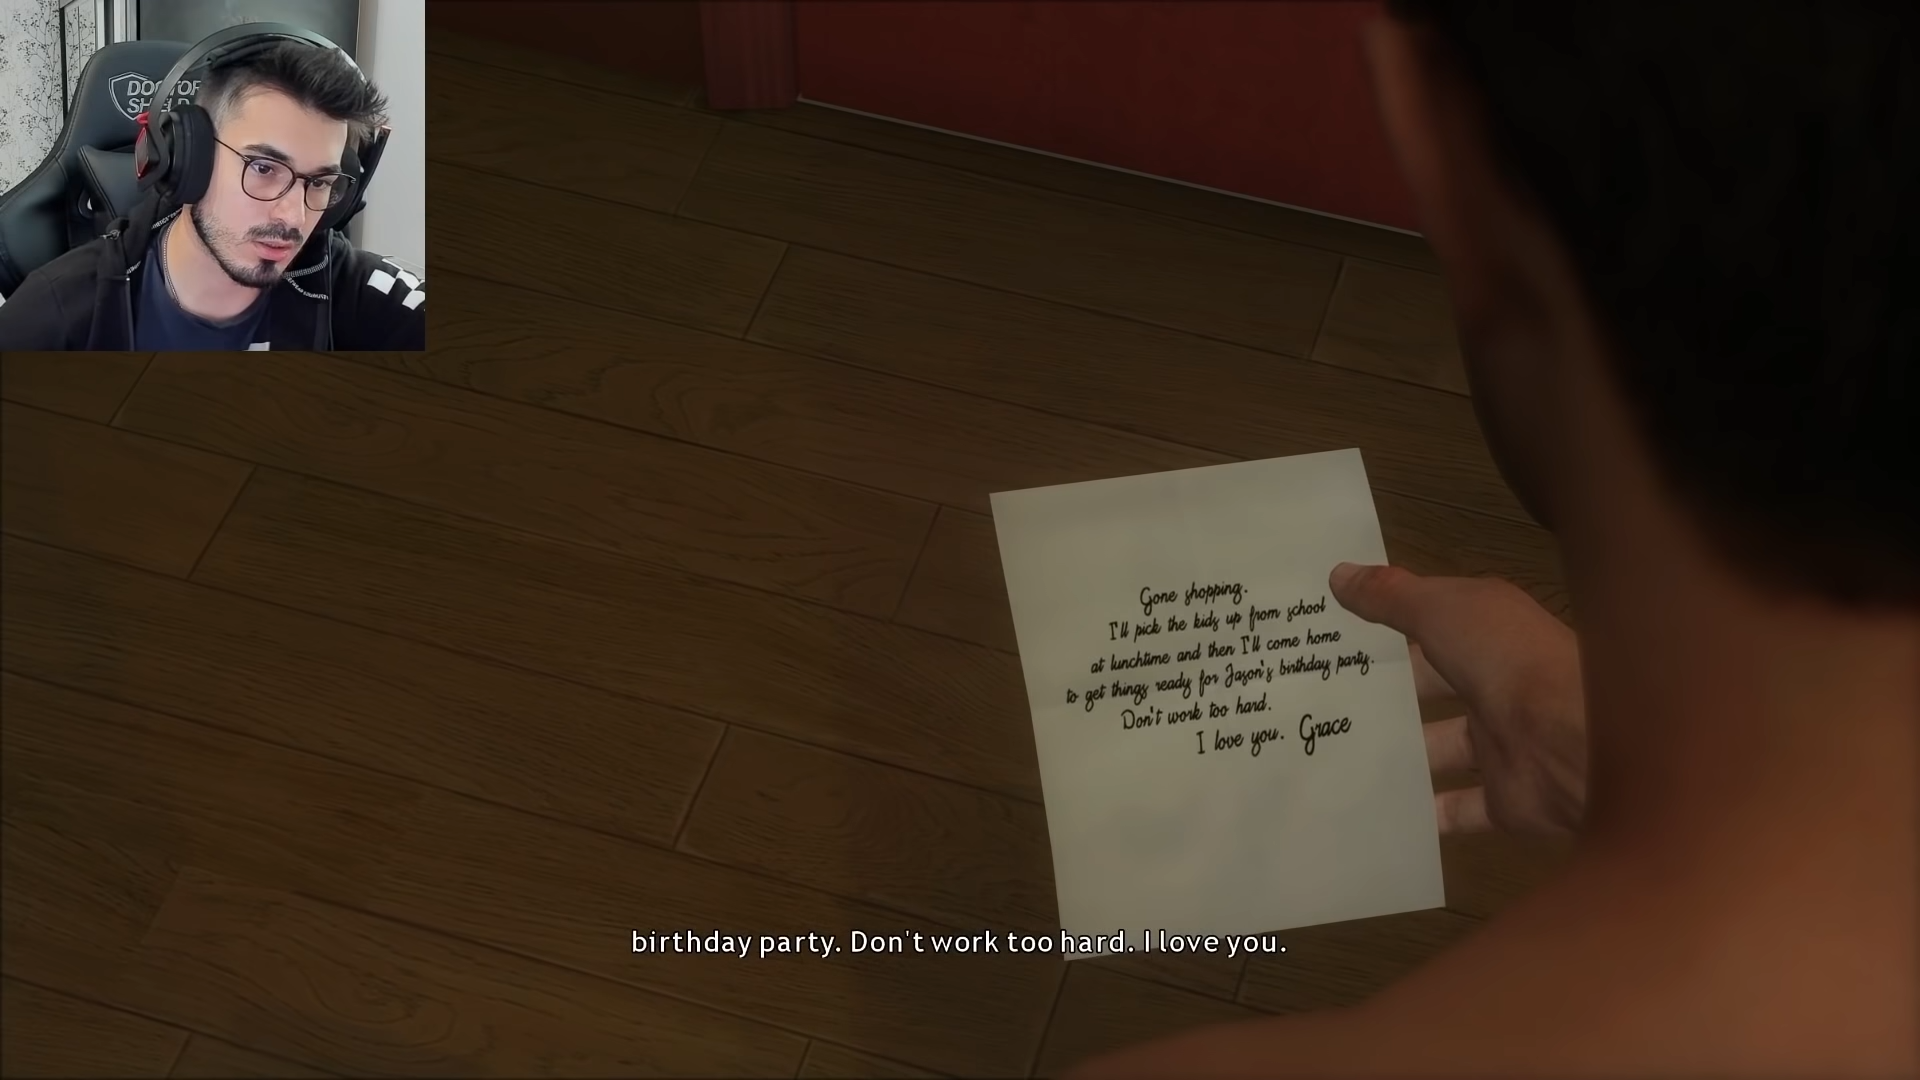 DOCTOR
SHIELD
Gone shopping.
I'll pick the kids up from school
at lunchtime and then I'll come home
to get things ready for Jason's birthday party.
Don't work too hard.
I love you. Grace
birthday party. Don't work too hard. I love you.